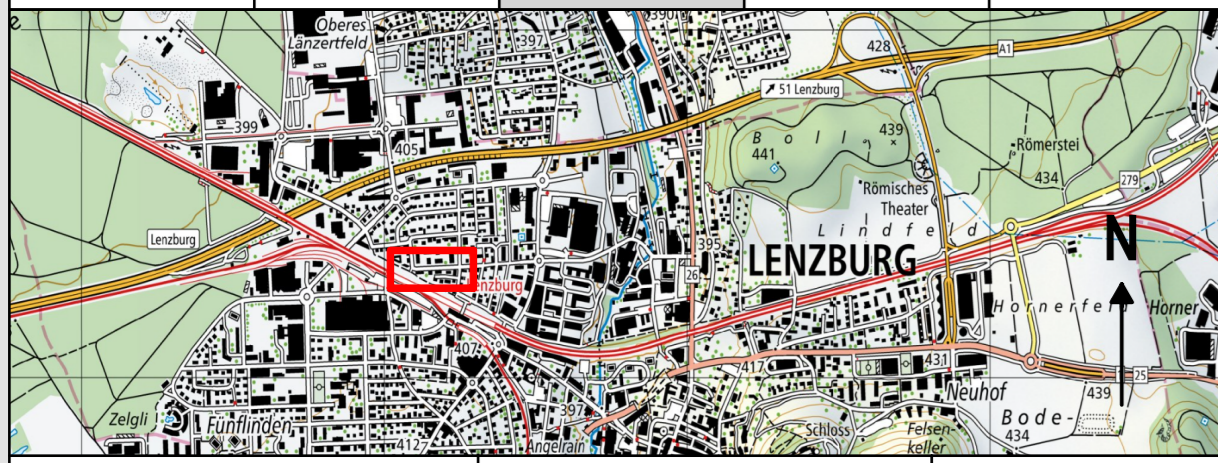 Oberes
Länzertfeld
397
390
428
A1
51 Lenzburg
399
405
Boll
439
441
Römerstei
434
279
Römisches
Theater
Lindfeld
Lenzburg
395
LENZBURG
N
26
Lenzburg
Hornerfeld
Horner
407
417
431
25
Zelgli
Fünflinden
397
Neuhof
439
412
Angelrain
Schloss
Felsen-
keller
Bode-
434